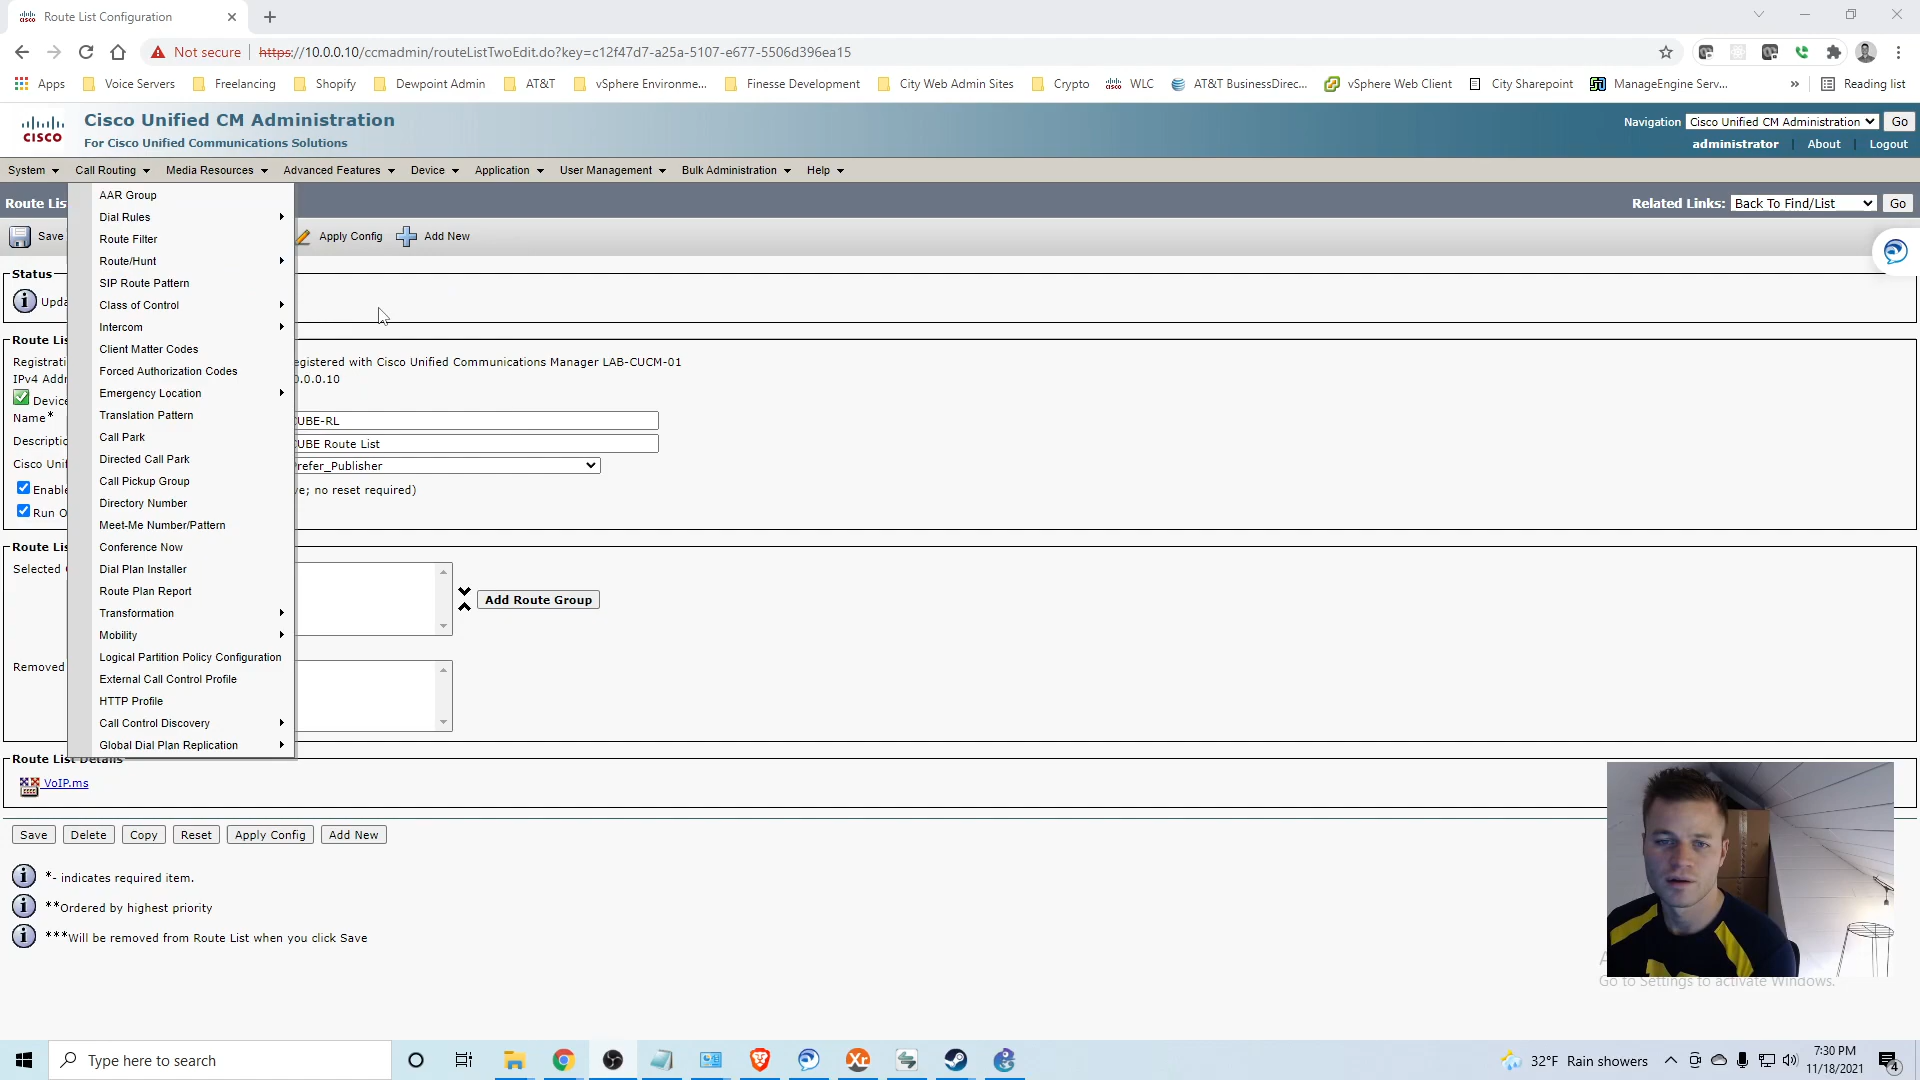 Route List Configuration
Not secure https://10.0.0.10/ccmadmin/routeListTwoEdit.do?key=c12f47d7-a25a-5107-e677-5506d396ea15
Apps Voice Servers Freelancing Shopify Dewpoint Admin AT&T vSphere Environme... Finesse Development City Web Admin Sites Crypto WLC AT&T BusinessDirec... vSphere Web Client City Sharepoint ManageEngine Serv... » Reading list
cisco
Cisco Unified CM Administration
For Cisco Unified Communications Solutions
Navigation Cisco Unified CM Administration Go
administrator | About | Logout
System Call Routing Media Resources Advanced Features Device Application User Management Bulk Administration Help
Route Lis
Related Links: Back To Find/List Go
Save
Apply Config Add New
AAR Group
Dial Rules
Route Filter
Route/Hunt
SIP Route Pattern
Class of Control
Intercom
Client Matter Codes
Forced Authorization Codes
Emergency Location
Translation Pattern
Call Park
Directed Call Park
Call Pickup Group
Directory Number
Meet-Me Number/Pattern
Conference Now
Dial Plan Installer
Route Plan Report
Transformation
Mobility
Logical Partition Policy Configuration
External Call Control Profile
HTTP Profile
Call Control Discovery
Global Dial Plan Replication
Status
Upda
Route Lis
Registrati egistered with Cisco Unified Communications Manager LAB-CUCM-01
IPv4 Addr 0.0.0.10
Device
Name* UBE-RL
Descriptio UBE Route List
Cisco Unif refer_Publisher
Enable ve; no reset required)
Run O
Route Lis
Selected
Add Route Group
Removed
Route List Details
VoIP.ms
Save Delete Copy Reset Apply Config Add New
*- indicates required item.
**Ordered by highest priority
***Will be removed from Route List when you click Save
Go to Settings to activate Windows.
Type here to search
32°F Rain showers
7:30 PM
11/18/2021
4